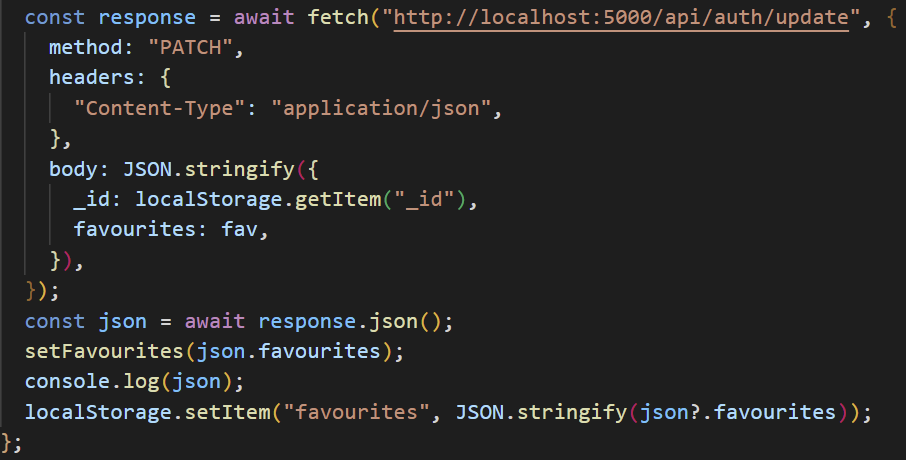 const response = await fetch("http://localhost:5000/api/auth/update", {
method: "PATCH",
headers: {
"Content-Type": "application/json",
},
body: JSON.stringify({
_id: localStorage.getItem("_id"),
favourites: fav,
}),
});
const json = await response.json();
setFavourites(json.favourites);
console.log(json);
localStorage.setItem("favourites", JSON.stringify(json?.favourites));
};